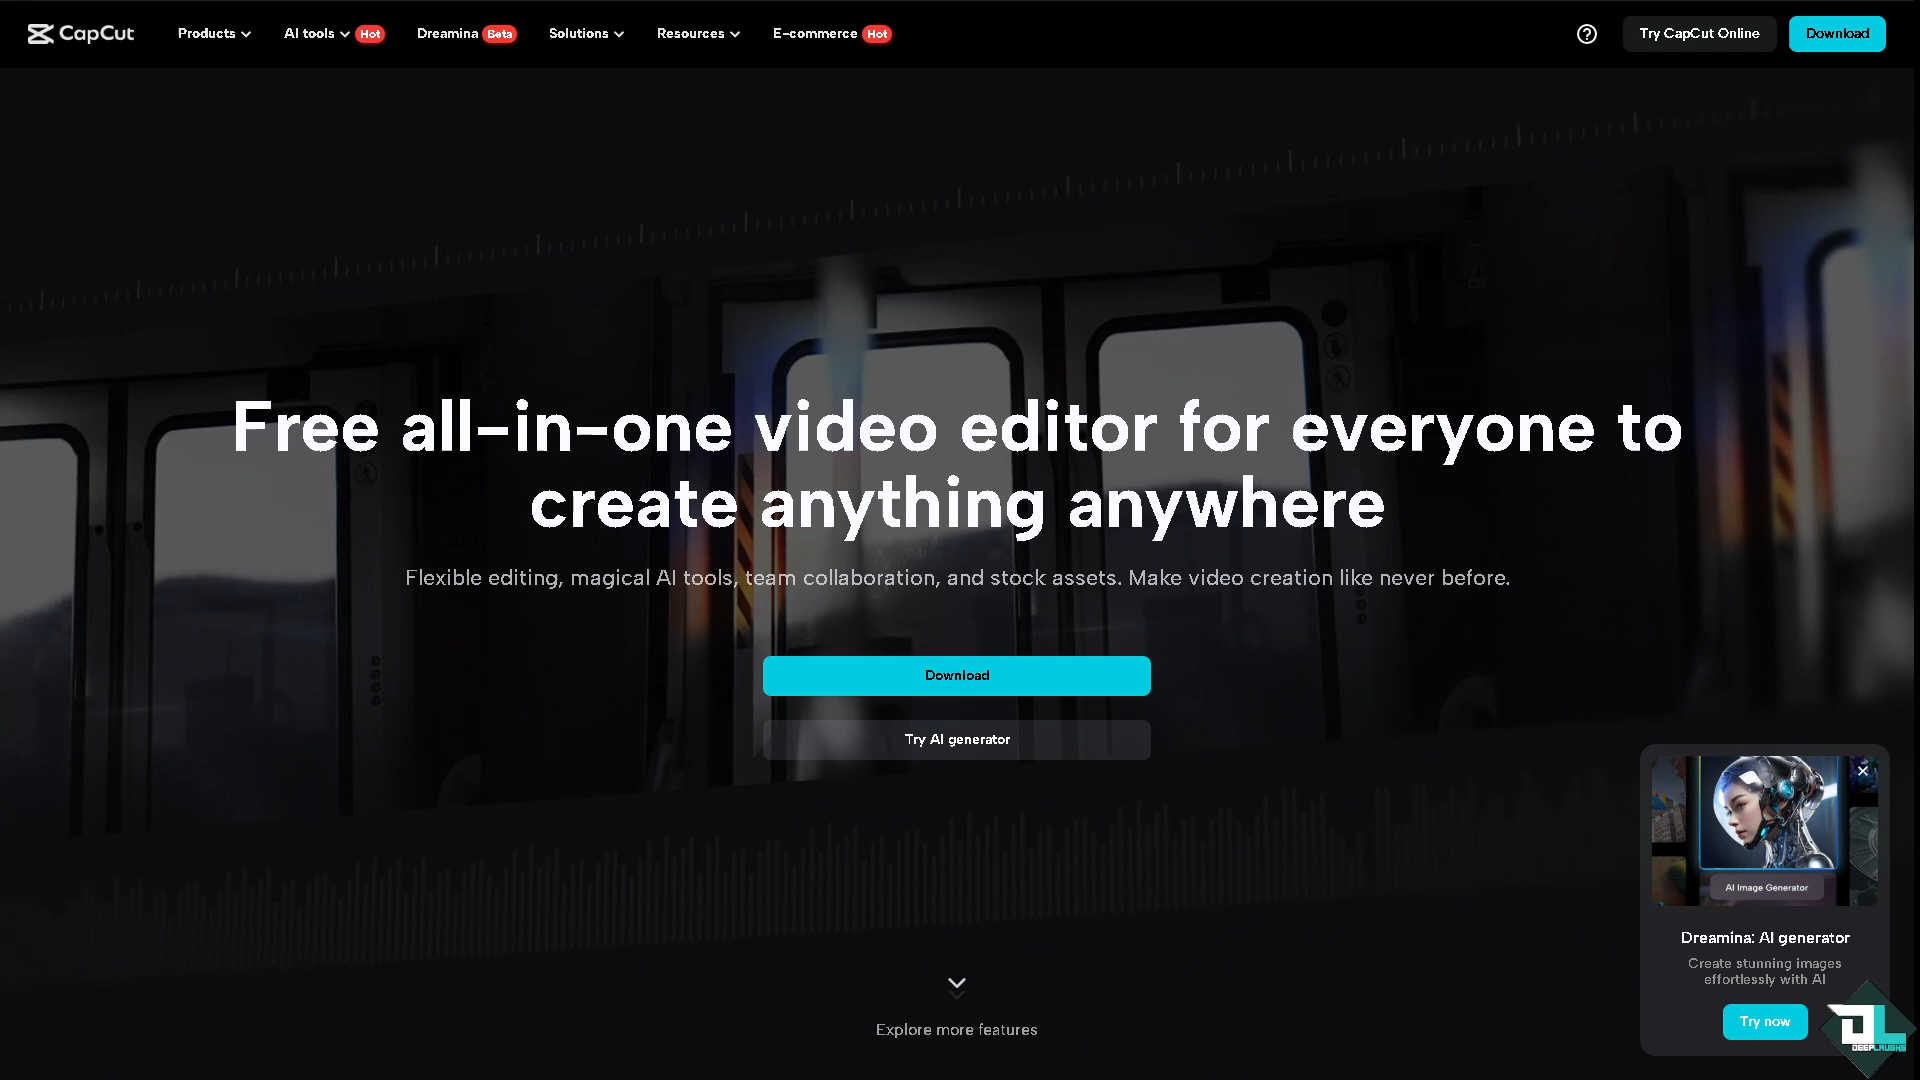 CapCut
Products
AI tools Hot
Dreamina Beta
Solutions
Resources
E-commerce Hot
Try CapCut Online
Download
Free all-in-one video editor for everyone to
create anything anywhere
Flexible editing, magical AI tools, team collaboration, and stock assets. Make video creation like never before.
Download
Try AI generator
Explore more features
AI Image Generator
Dreamina: AI generator
Create stunning images
effortlessly with AI
Try now
DL
DEEPLAUGHS